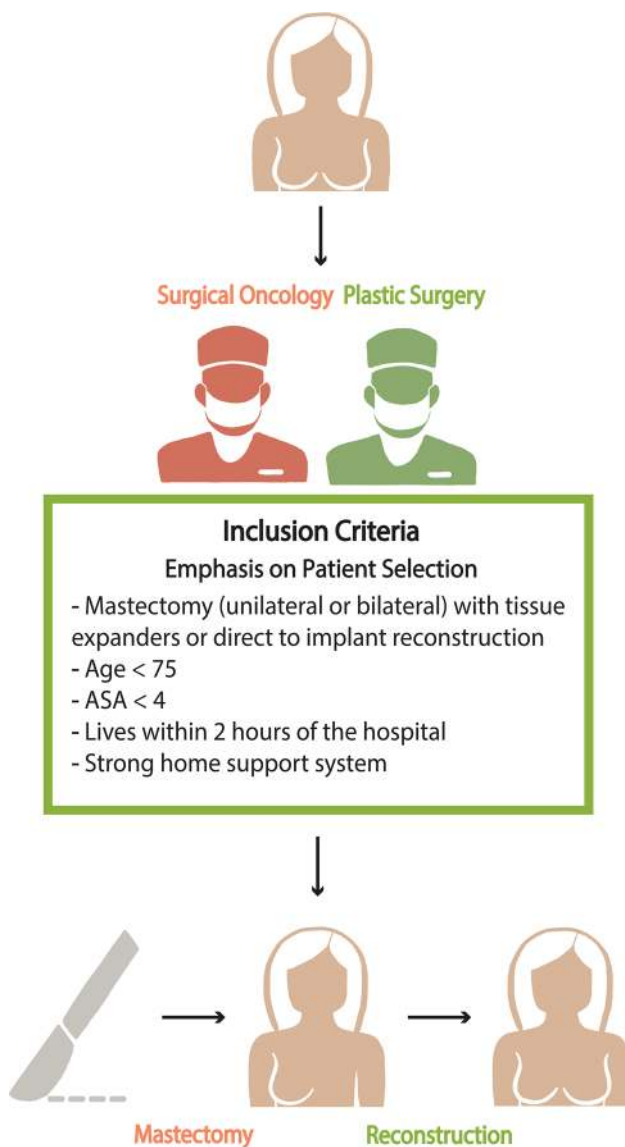 Surgical Oncology Plastic Surgery
Inclusion Criteria
Emphasis on Patient Selection
- Mastectomy (unilateral or bilateral) with tissue
expanders or direct to implant reconstruction
- Age < 75
- ASA < 4
- Lives within 2 hours of the hospital
- Strong home support system
Mastectomy Reconstruction